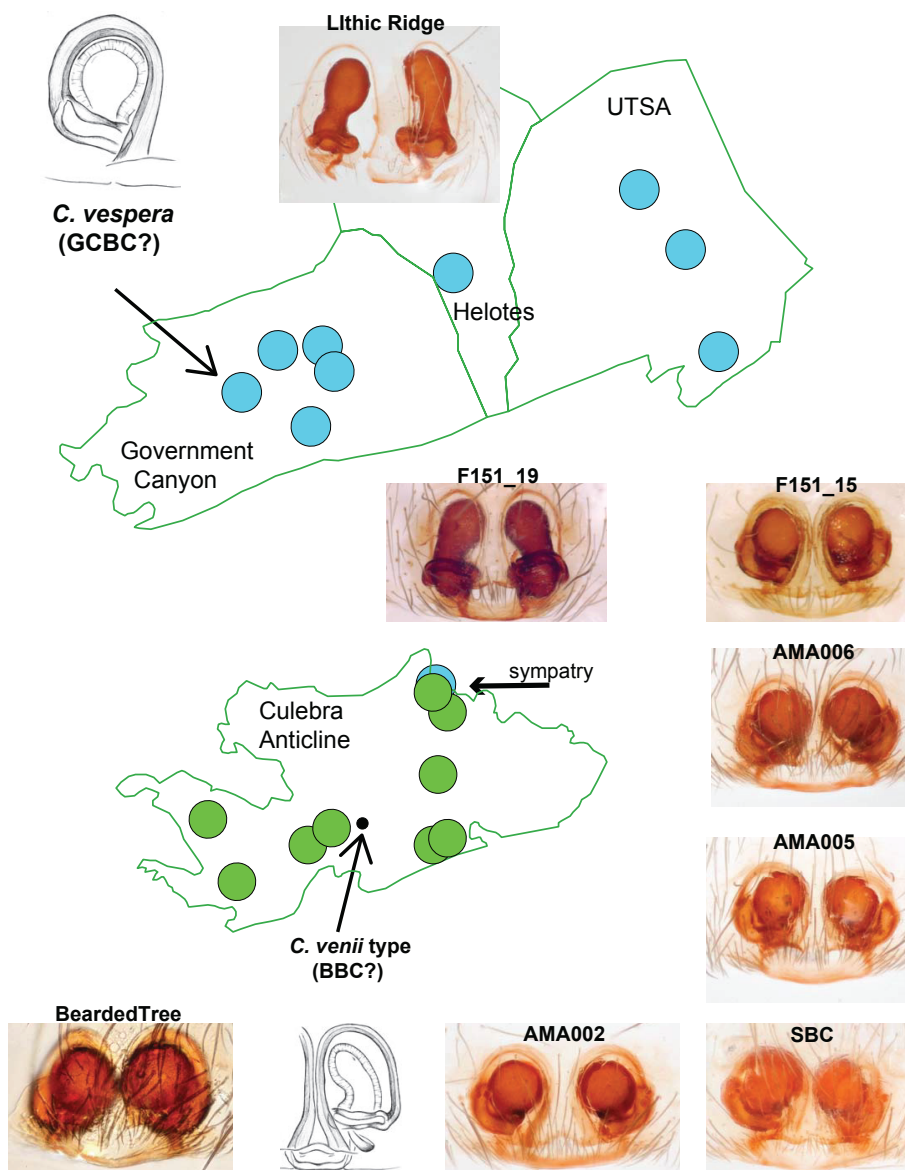 LIthic Ridge
UTSA
C. vespera
(GCBC?)
Helotes
Government
Canyon
F151_19
F151_15
AMA006
sympatry
Culebra
Anticline
AMA005
C. venii type
(BBC?)
BeardedTree
AMA002
SBC